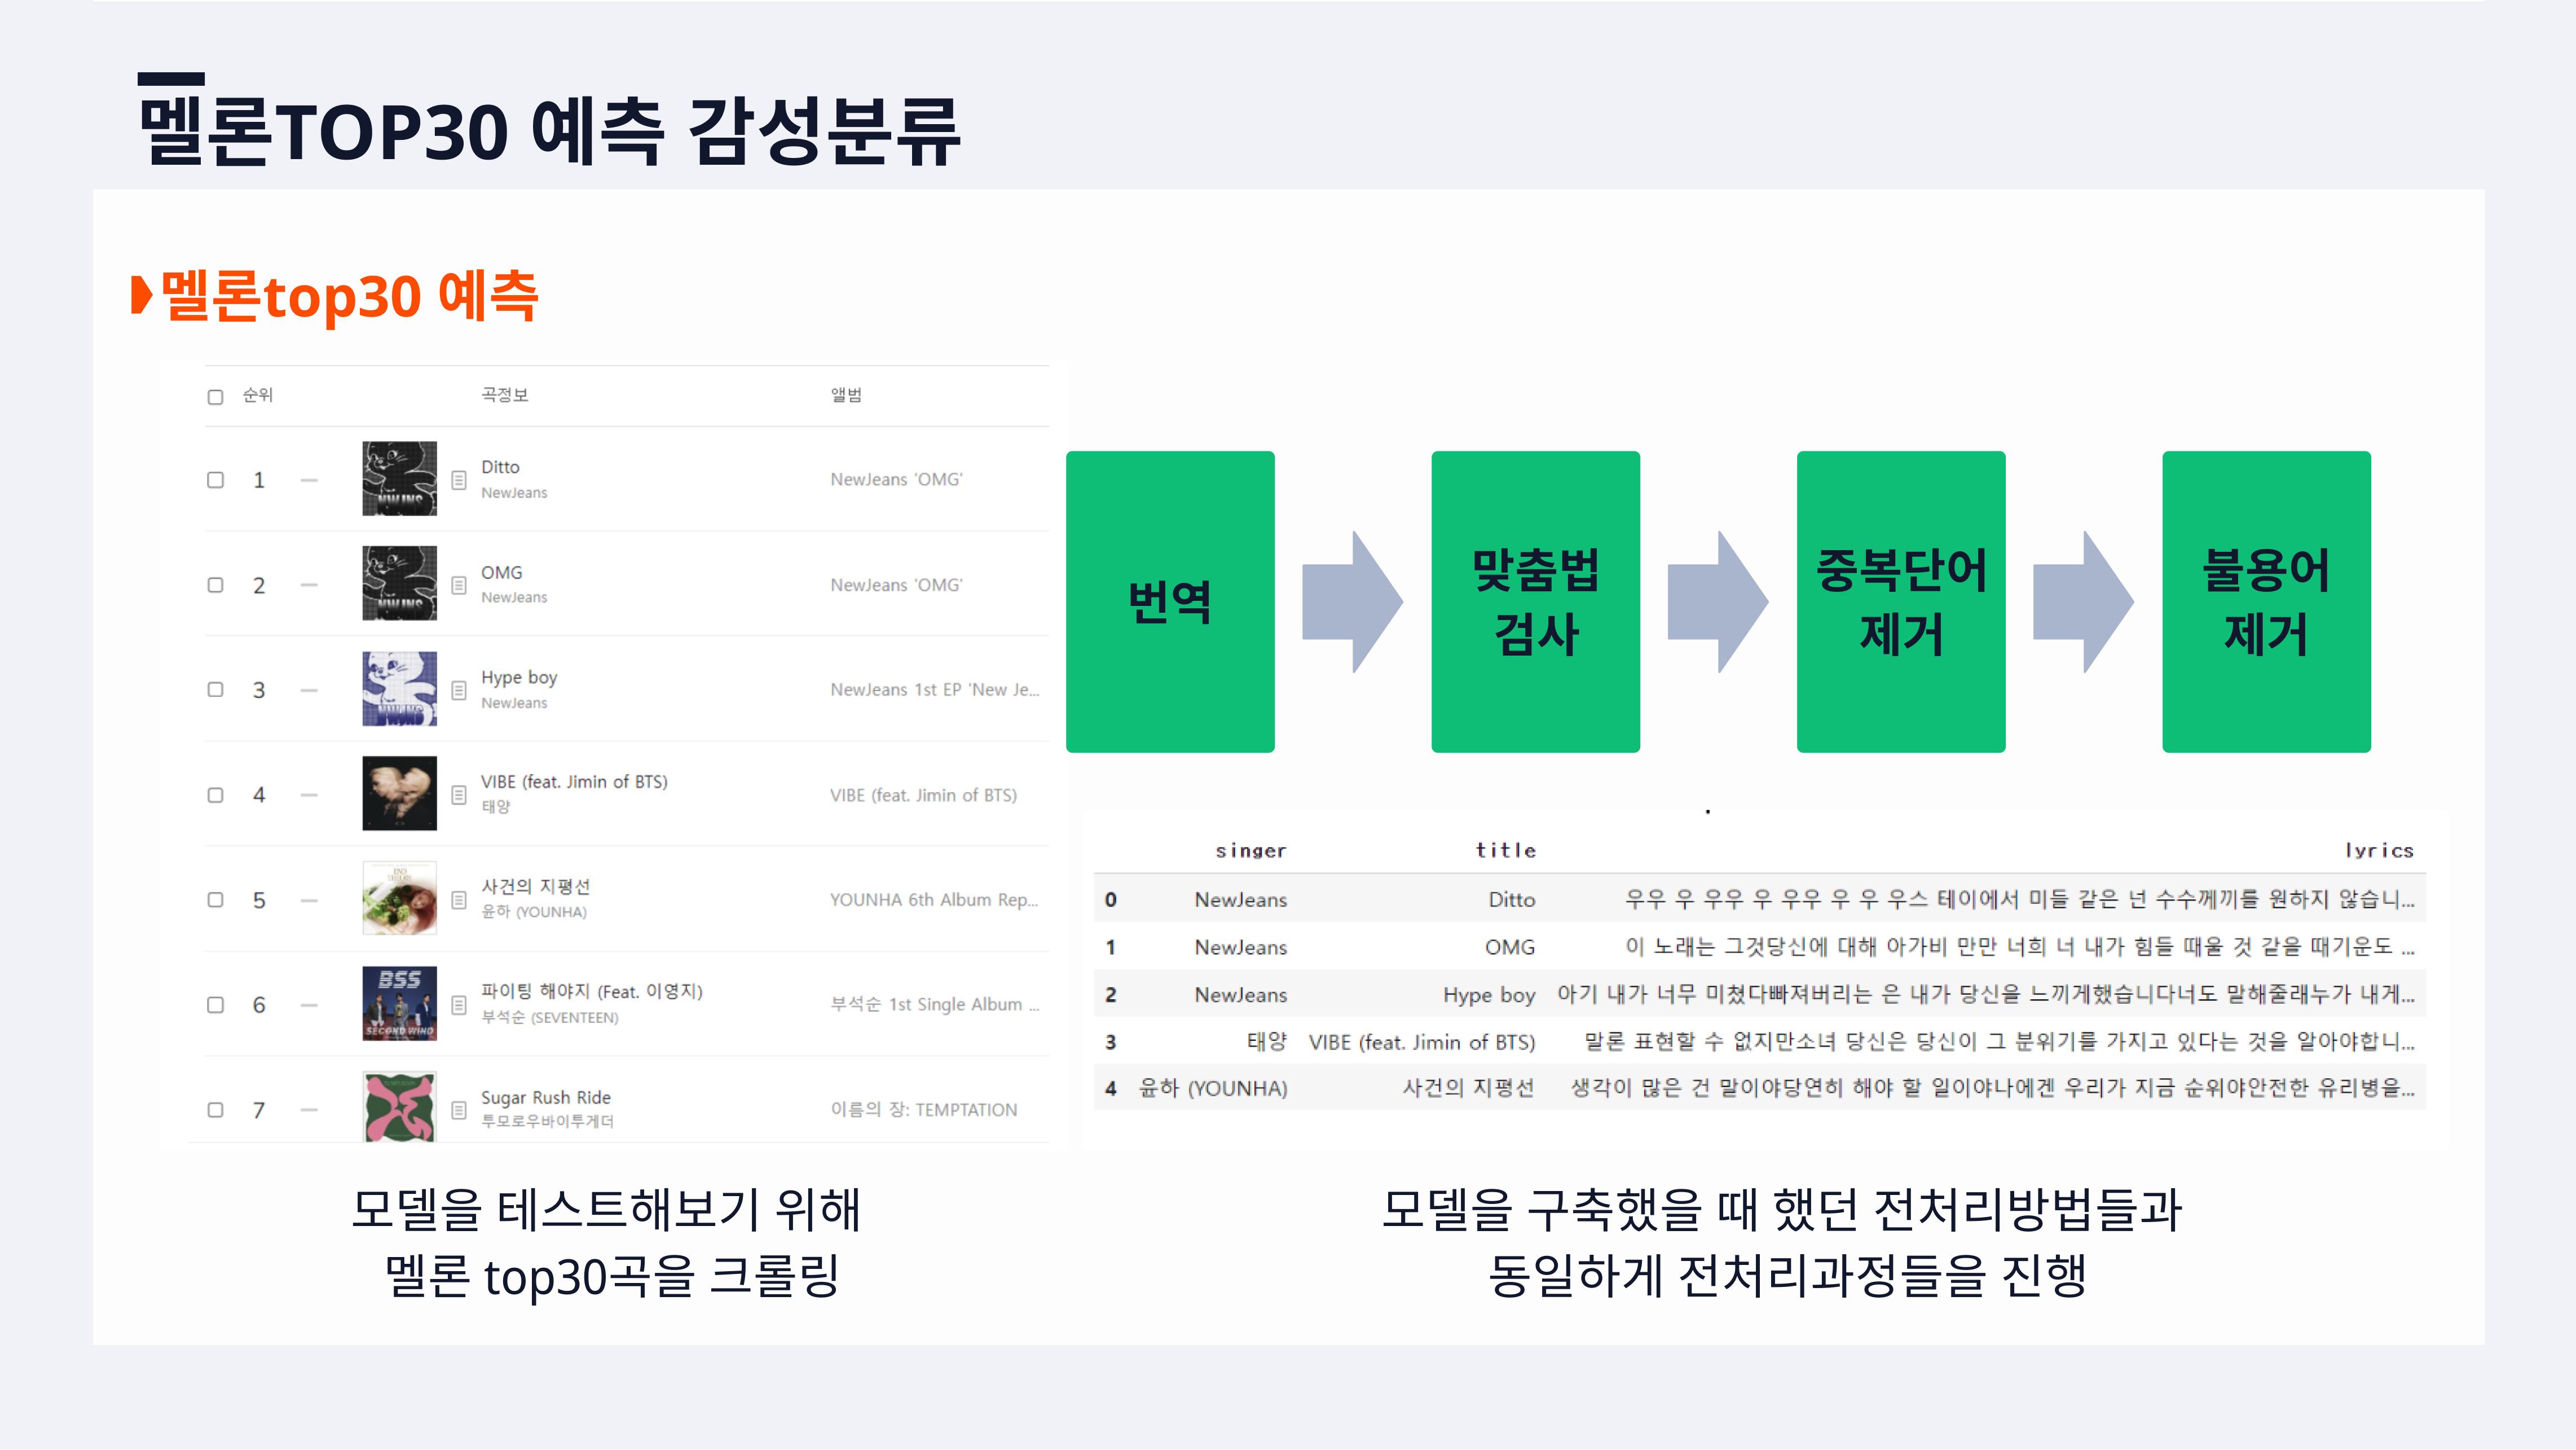 멜론TOP30 예측 감성분류
멜론top30 예측
순위 곡정보 앨범
1 Ditto NewJeans 'OMG'
NewJeans
2 OMG NewJeans 'OMG'
NewJeans
3 Hype boy NewJeans 1st EP 'New Je...
NewJeans
4 VIBE (feat. Jimin of BTS) VIBE (feat. Jimin of BTS)
태양
5 사건의 지평선 YOUNHA 6th Album Rep...
윤하 (YOUNHA)
BSS
SECOND WIND
6 파이팅 해야지 (Feat. 이영지) 부석순 1st Single Album ...
부석순 (SEVENTEEN)
7 Sugar Rush Ride 이름의 장: TEMPTATION
투모로우바이투게더
모델을 테스트해보기 위해
멜론 top30곡을 크롤링
번역
맞춤법
검사
중복단어
제거
불용어
제거
singer title lyrics
0 NewJeans Ditto 우우 우 우우 우 우우 우 우 우스 테이에서 미들 같은 넌 수수께끼를 원하지 않습니...
1 NewJeans OMG 이 노래는 그것당신에 대해 아가비 만만 너희 너 내가 힘들 때울 것 같을 때기운도 ...
2 NewJeans Hype boy 아기 내가 너무 미쳤다빠져버리는 은 내가 당신을 느끼게했습니다너도 말해줄래누가 내게...
3 태양 VIBE (feat. Jimin of BTS) 말론 표현할 수 없지만소녀 당신은 당신이 그 분위기를 가지고 있다는 것을 알아야합니...
4 윤하 (YOUNHA) 사건의 지평선 생각이 많은 건 말이야당연히 해야 할 일이야나에겐 우리가 지금 순위야안전한 유리병을...
모델을 구축했을 때 했던 전처리방법들과
동일하게 전처리과정들을 진행